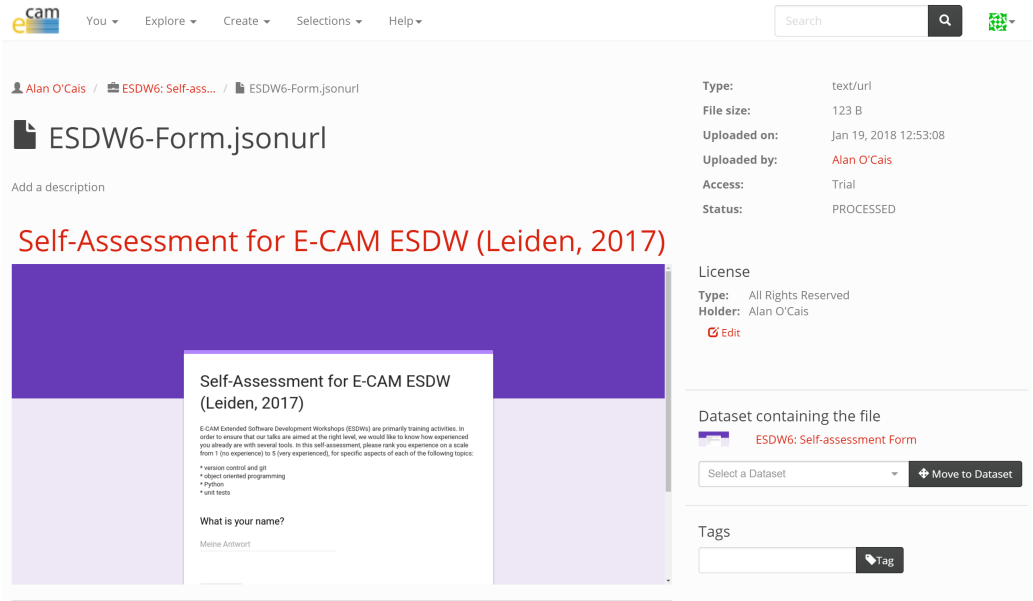 e cam
You Explore Create Selections Help Search
Alan O'Cais / ESDW6: Self-ass... / ESDW6-Form.jsonurl
ESDW6-Form.jsonurl
Add a description
Self-Assessment for E-CAM ESDW (Leiden, 2017)
Self-Assessment for E-CAM ESDW
(Leiden, 2017)
E-CAM Extended Software Development Workshops (ESDWs) are primarily training activities. In
order to ensure that our talks are aimed at the right level, we would like to know how experienced
you already are with several tools. In this self-assessment, please rank you experience on a scale
from 1 (no experience) to 5 (very experienced), for specific aspects of each of the following topics:
* version control and git
* object oriented programming
* Python
* unit tests
What is your name?
Meine Antwort
Type: text/url
File size: 123 B
Uploaded on: Jan 19, 2018 12:53:08
Uploaded by: Alan O'Cais
Access: Trial
Status: PROCESSED
License
Type: All Rights Reserved
Holder: Alan O'Cais
Edit
Dataset containing the file
ESDW6: Self-assessment Form
Select a Dataset Move to Dataset
Tags
Tag